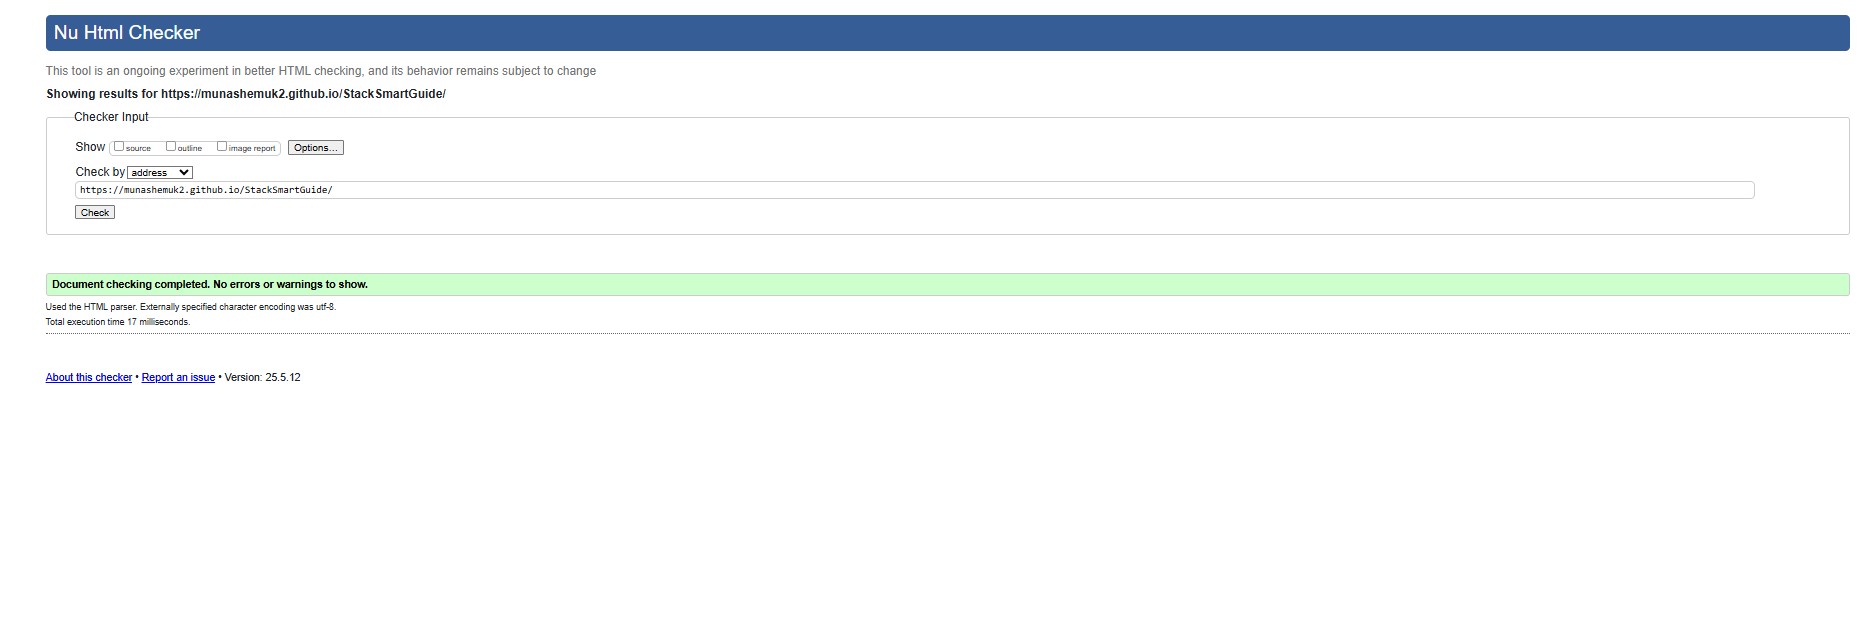 Nu Html Checker
This tool is an ongoing experiment in better HTML checking, and its behavior remains subject to change
Showing results for https://munashemuk2.github.io/StackSmartGuide/
Checker Input
Show source outline image report Options...
Check by address
https://munashemuk2.github.io/StackSmartGuide/
Check
Document checking completed. No errors or warnings to show.
Used the HTML parser. Externally specified character encoding was utf-8.
Total execution time 17 milliseconds.
About this checker • Report an issue • Version: 25.5.12